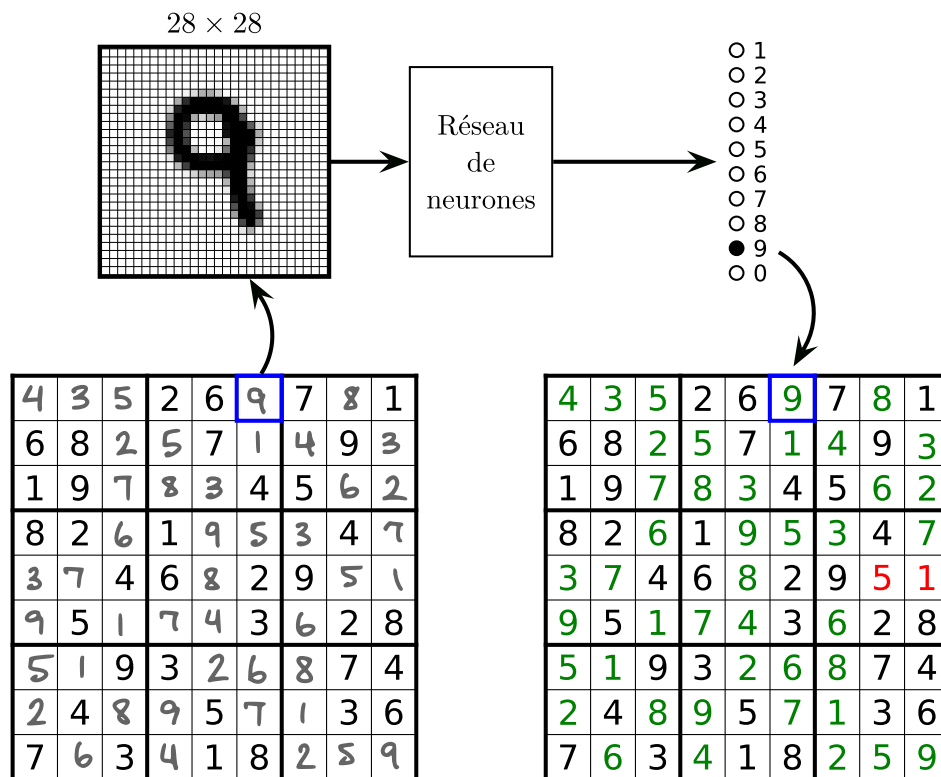 28 × 28
Réseau
de
neurones
1
2
3
4
5
6
7
8
9
0
4 3 5 2 6 9 7 8 1
6 8 2 5 7 1 4 9 3
1 9 7 8 3 4 5 6 2
8 2 6 1 9 5 3 4 7
3 7 4 6 8 2 9 5 1
9 5 1 7 4 3 6 2 8
5 1 9 3 2 6 8 7 4
2 4 8 9 5 7 1 3 6
7 6 3 4 1 8 2 5 9
4 3 5 2 6 9 7 8 1
6 8 2 5 7 1 4 9 3
1 9 7 8 3 4 5 6 2
8 2 6 1 9 5 3 4 7
3 7 4 6 8 2 9 5 1
9 5 1 7 4 3 6 2 8
5 1 9 3 2 6 8 7 4
2 4 8 9 5 7 1 3 6
7 6 3 4 1 8 2 5 9